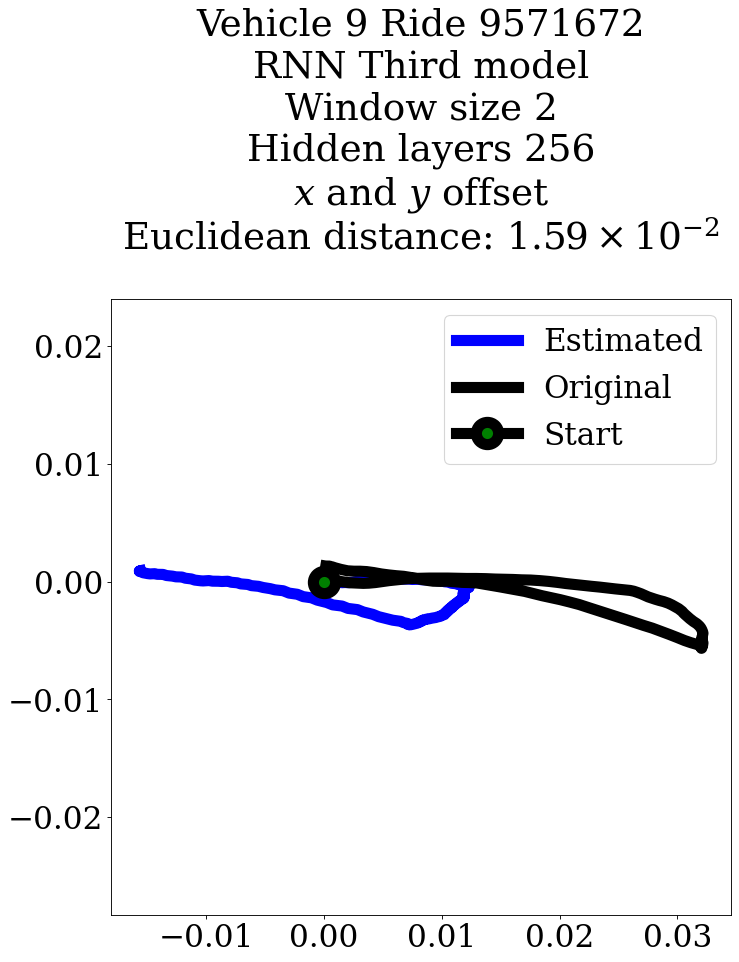 Vehicle 9 Ride 9571672
RNN Third model
Window size 2
Hidden layers 256
x and y offset
Euclidean distance: 1.59 × 10⁻²
Estimated
Original
Start
0.02
0.01
0.00
−0.01
−0.02
−0.01 0.00 0.01 0.02 0.03